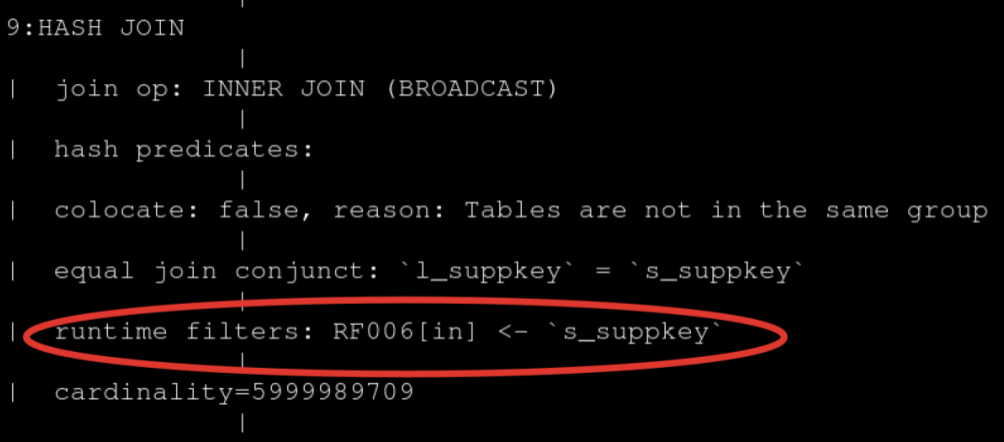 |
9:HASH JOIN
|
| join op: INNER JOIN (BROADCAST)
|
| hash predicates:
|
| colocate: false, reason: Tables are not in the same group
|
| equal join conjunct: `l_suppkey` = `s_suppkey`
|
| runtime filters: RF006[in] <- `s_suppkey`
|
| cardinality=5999989709
|